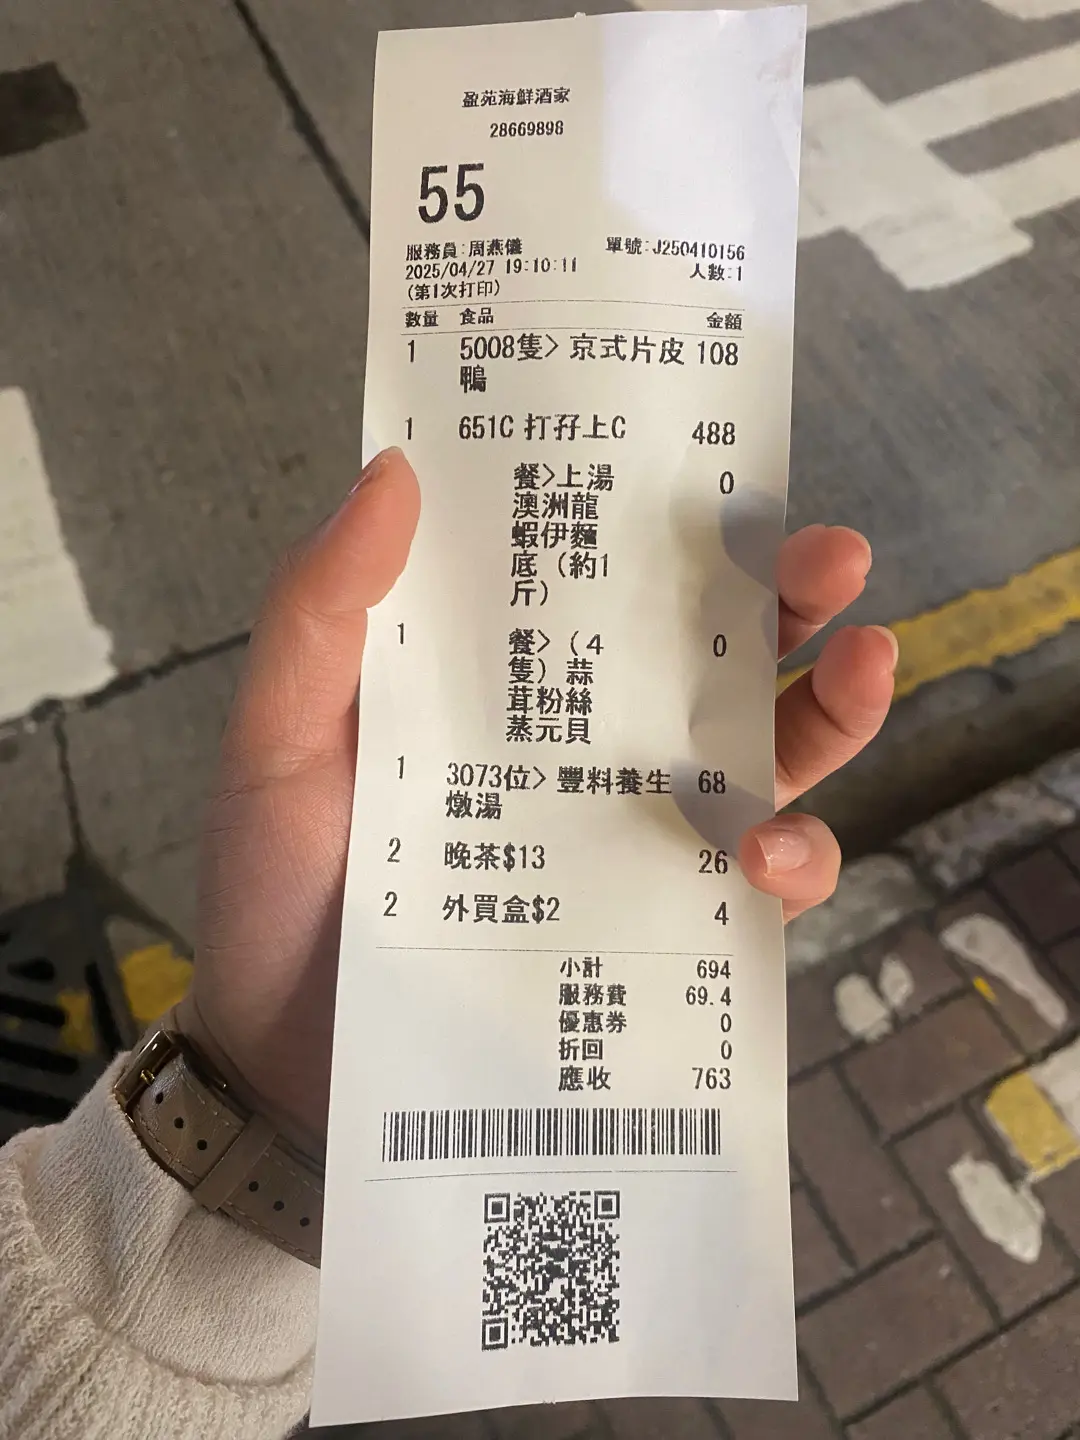 盈苑海鮮酒家
28669898
55
服務員:周燕儀 單號:J250410156
2025/04/27 19:10:11 人數:1
(第1次打印)
數量 食品 金額
1 5008隻> 京式片皮 108
鴨
1 651C 打孖上C 488
餐>上湯 0
澳洲龍
蝦伊麵
底（約1
斤）
1 餐>（4 0
隻）蒜
茸粉絲
蒸元貝
1 3073位> 豐料養生 68
燉湯
2 晚茶$13 26
2 外買盒$2 4
小計 694
服務費 69.4
優惠券 0
折回 0
應收 763